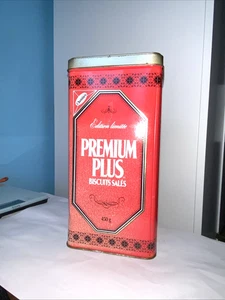 Édition limitée
PREMIUM
PLUS
BISCUITS SALÉS
450 g